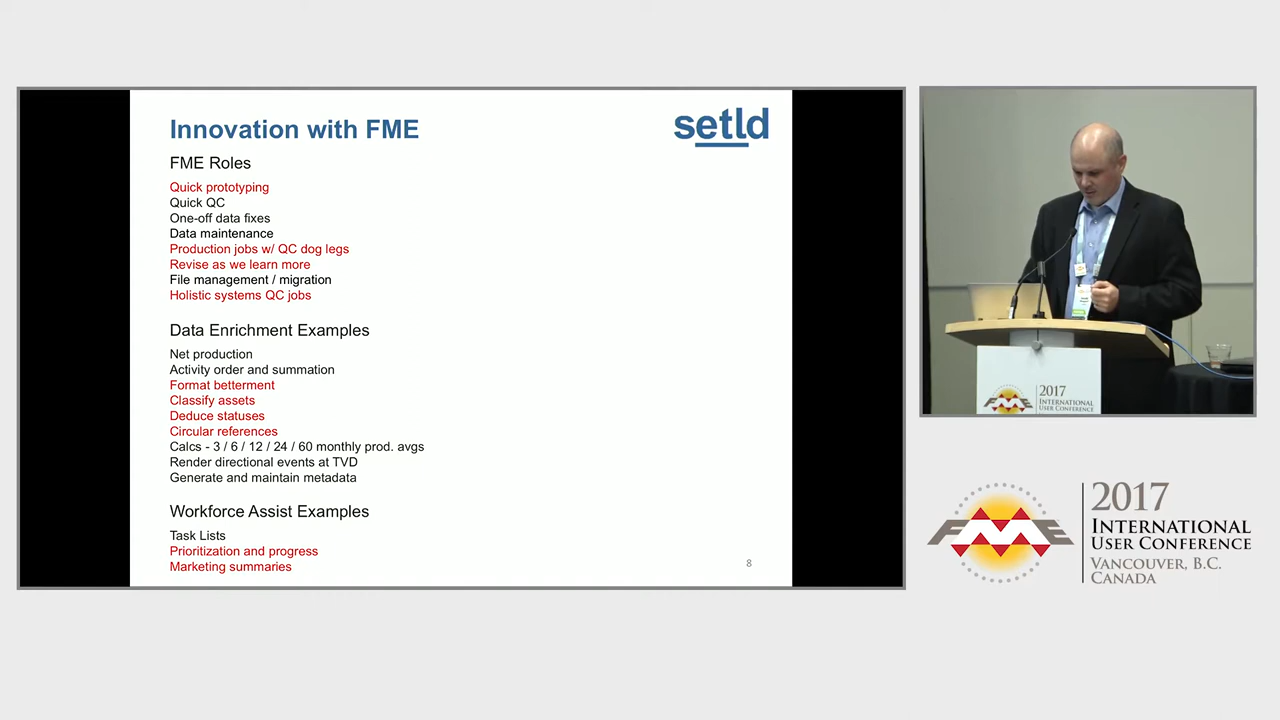 Innovation with FME
setld
FME Roles
Quick prototyping
Quick QC
One-off data fixes
Data maintenance
Production jobs w/ QC dog legs
Revise as we learn more
File management / migration
Holistic systems QC jobs
Data Enrichment Examples
Net production
Activity order and summation
Format betterment
Classify assets
Deduce statuses
Circular references
Calcs - 3 / 6 / 12 / 24 / 60 monthly prod. avgs
Render directional events at TVD
Generate and maintain metadata
Workforce Assist Examples
Task Lists
Prioritization and progress
Marketing summaries
8
FME
2017
INTERNATIONAL
USER CONFERENCE
FME
2017
INTERNATIONAL
USER CONFERENCE
VANCOUVER, B.C.
CANADA